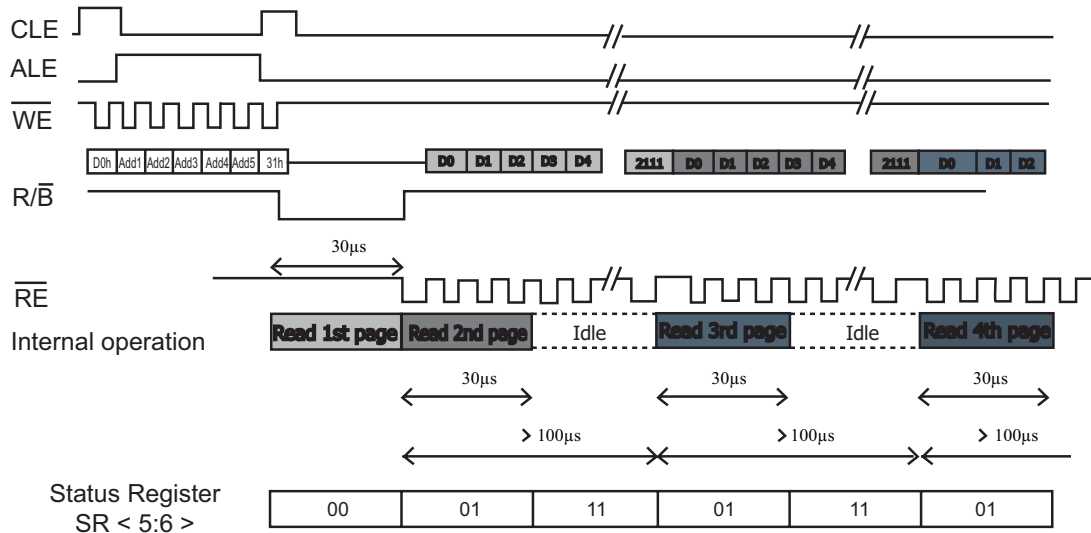 CLE
ALE
WE
D0h Add1 Add2 Add3 Add4 Add5 31h D0 D1 D2 D3 D4 2111 D0 D1 D2 D3 D4 2111 D0 D1 D2
R/B
30µs
RE
Internal operation Read 1st page Read 2nd page Idle Read 3rd page Idle Read 4th page
30µs 30µs 30µs
> 100µs > 100µs > 100µs
Status Register
SR < 5:6 >
00 01 11 01 11 01